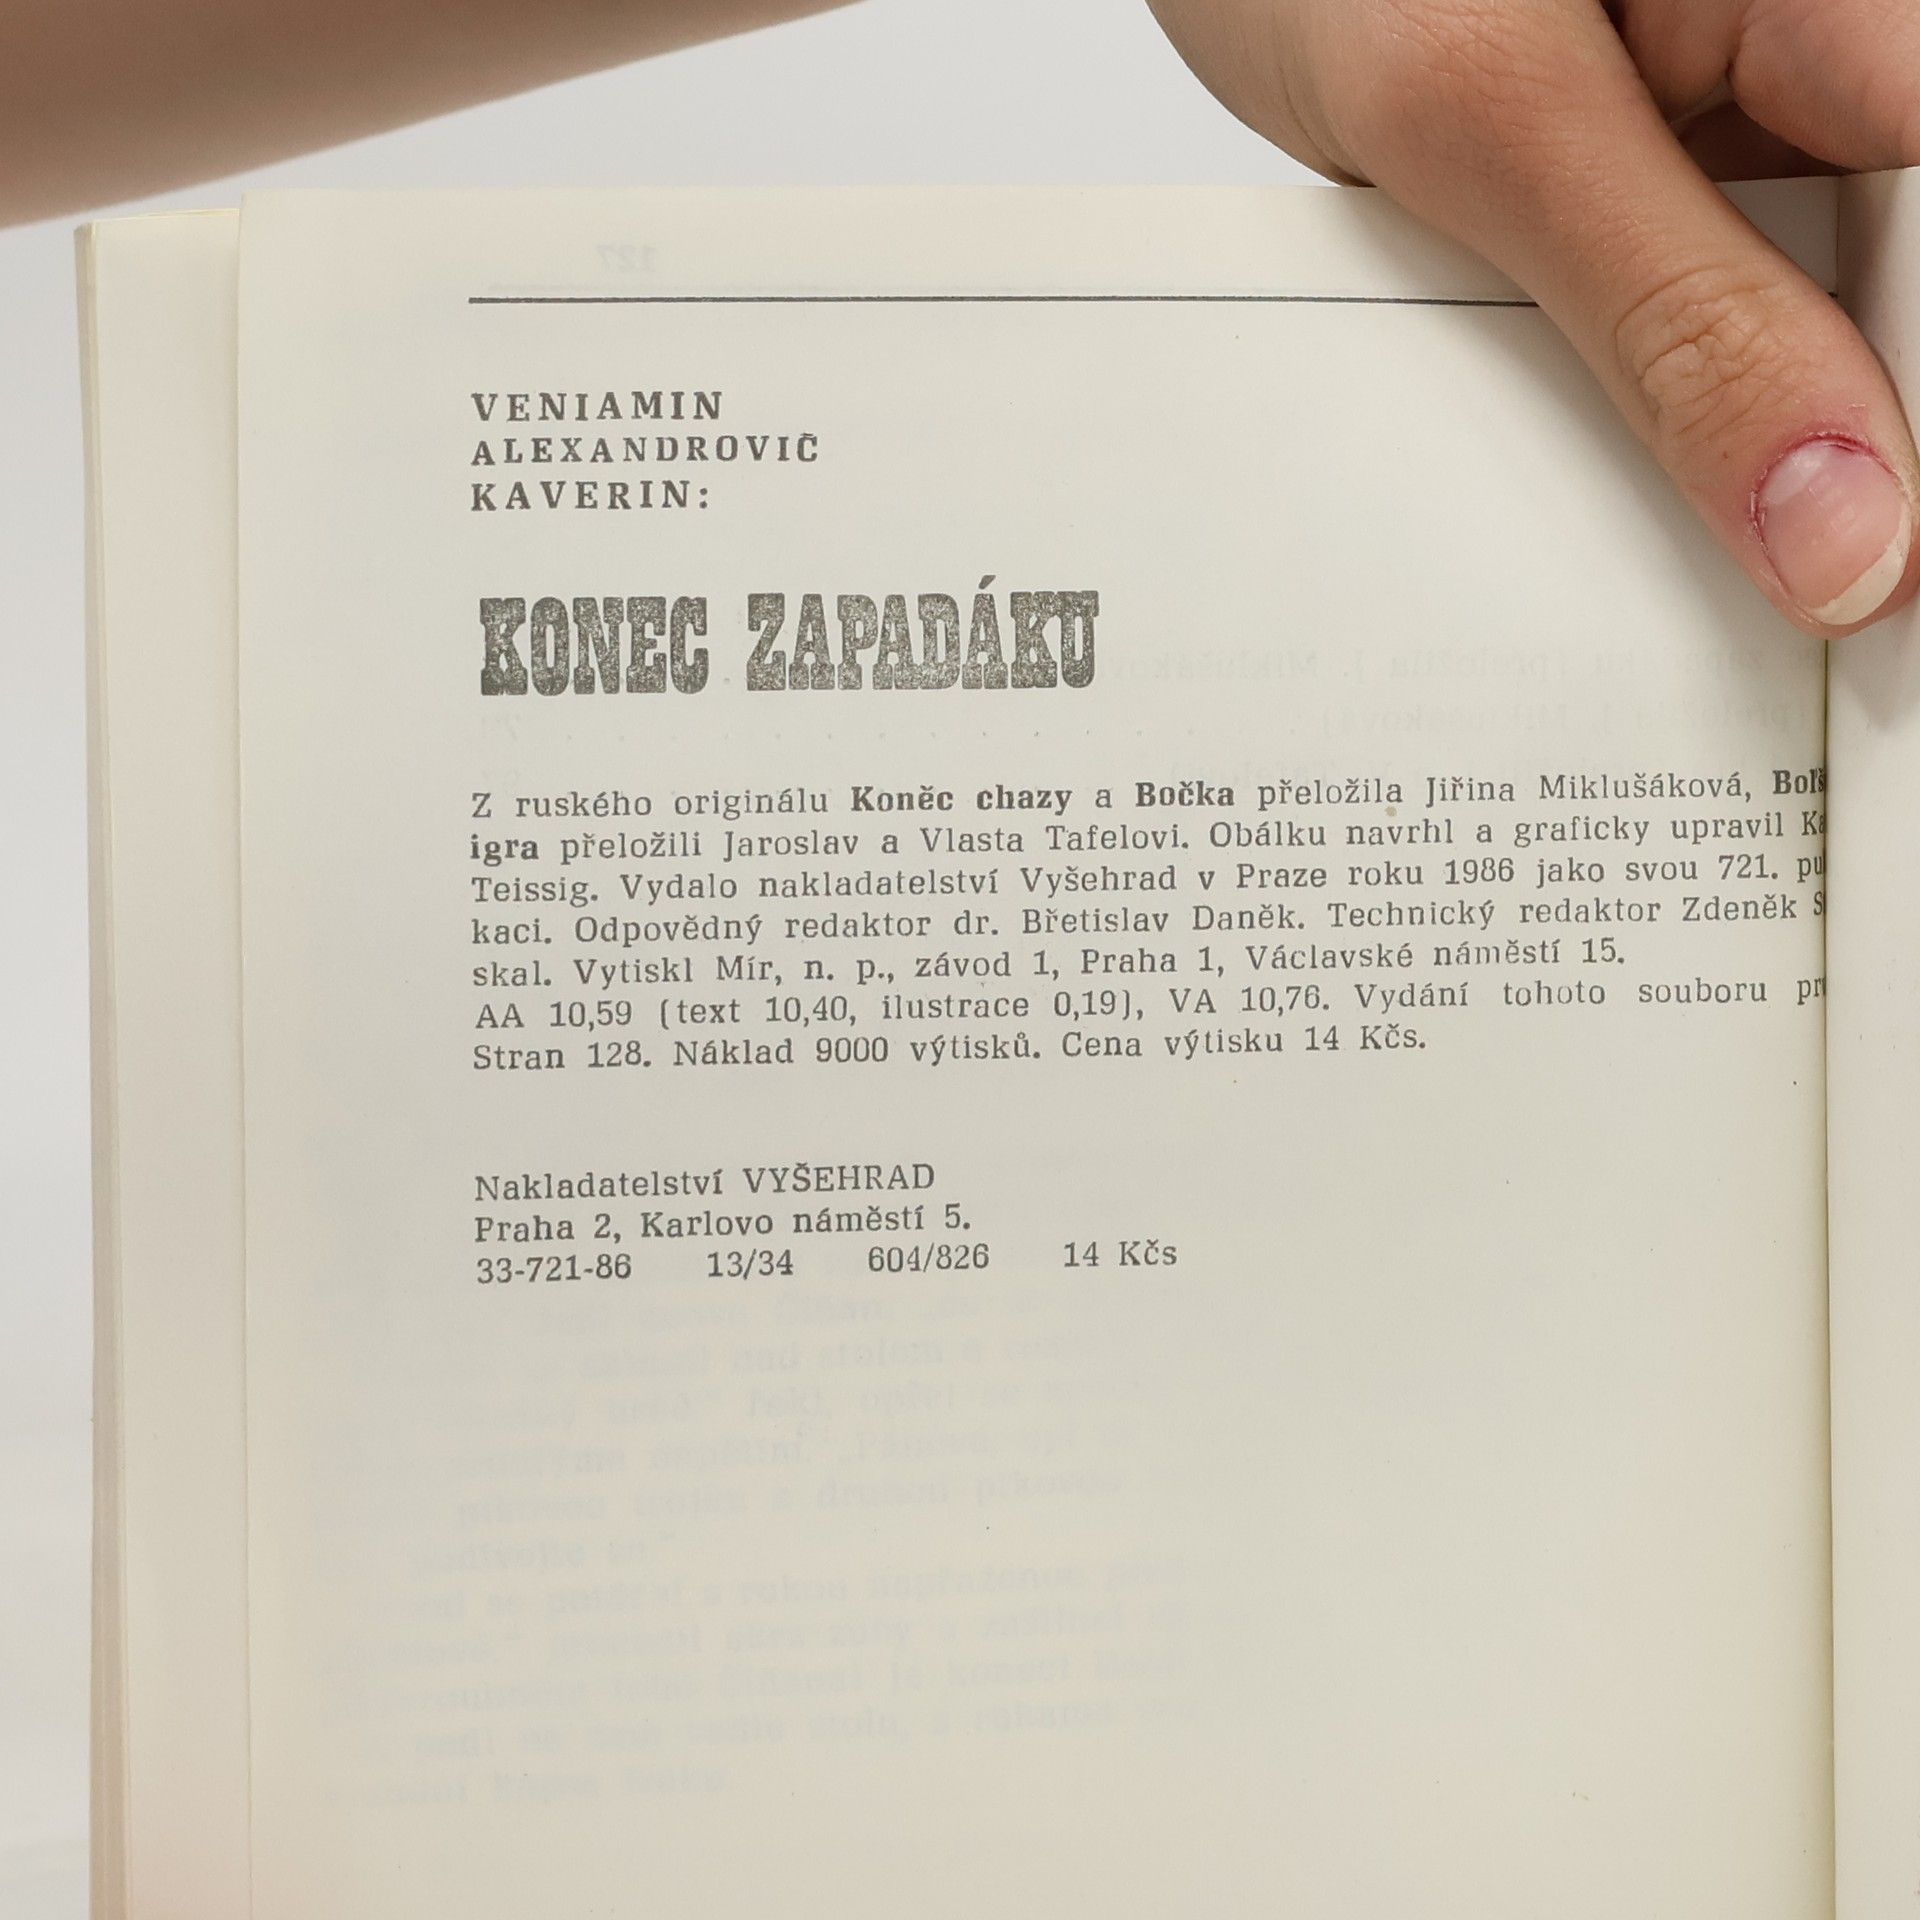 VENIAMIN
ALEXANDROVIČ
KAVERIN:
KONEC ZAPADÁKU
Z ruského originálu Koněc chazy a Bočka přeložila Jiřina Miklušáková,
igra přeložili Jaroslav a Vlasta Tafelovi. Obálku navrhl a graficky upravil
Teissig. Vydalo nakladatelství Vyšehrad v Praze roku 1986 jako svou 721.
kaci. Odpovědný redaktor dr. Břetislav Daněk. Technický redaktor Zdeněk
skal. Vytiskl Mír, n. p., závod 1, Praha 1, Václavské náměstí 15.
AA 10,59 (text 10,40, ilustrace 0,19), VA 10,76. Vydání tohoto souboru
Stran 128. Náklad 9000 výtisků. Cena výtisku 14 Kčs.
Nakladatelství VYŠEHRAD
Praha 2, Karlovo náměstí 5.
33-721-86 13/34 604/826 14 Kčs